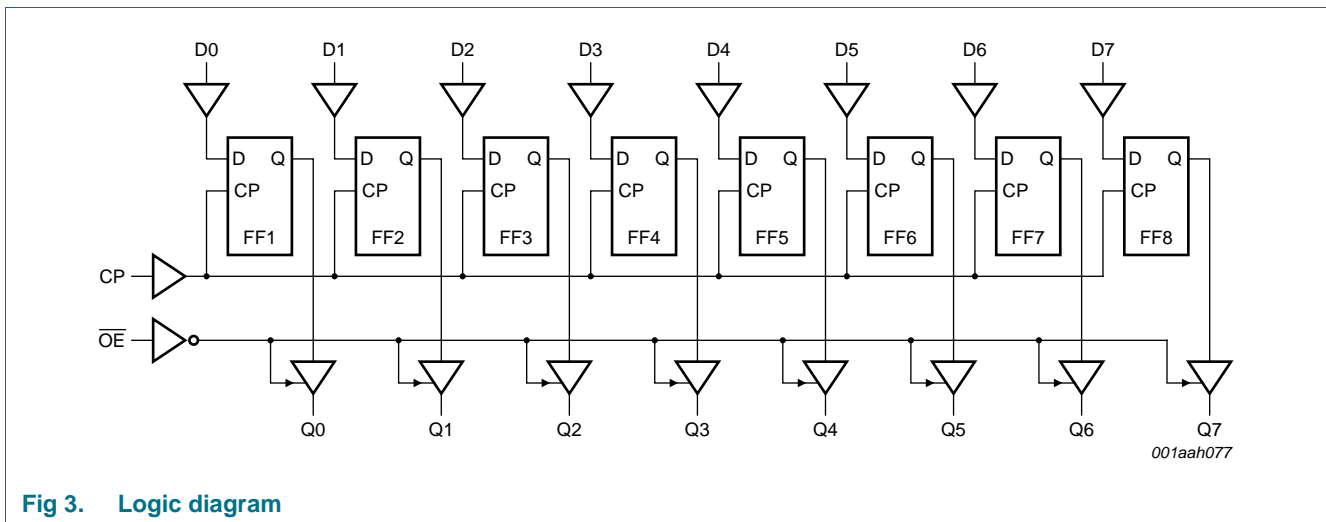 D0 D1 D2 D3 D4 D5 D6 D7
D Q D Q D Q D Q D Q D Q D Q D Q
CP CP CP CP CP CP CP CP
FF1 FF2 FF3 FF4 FF5 FF6 FF7 FF8
CP
OE
Q0 Q1 Q2 Q3 Q4 Q5 Q6 Q7
001aah077
Fig 3. Logic diagram